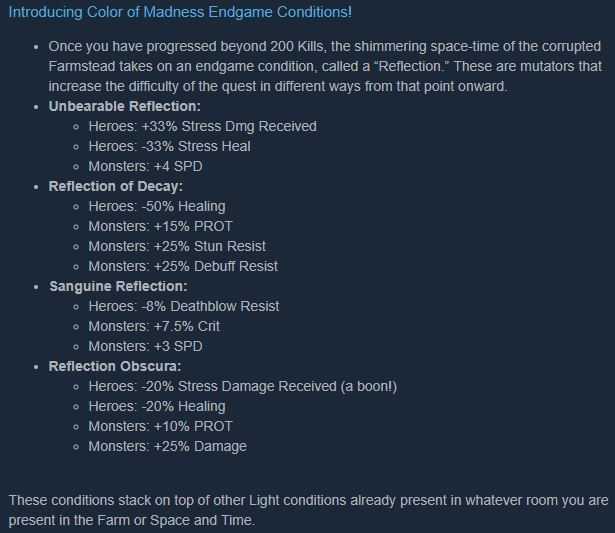 Introducing Color of Madness Endgame Conditions!
• Once you have progressed beyond 200 Kills, the shimmering space-time of the corrupted
Farmstead takes on an endgame condition, called a “Reflection.” These are mutators that
increase the difficulty of the quest in different ways from that point onward.
• Unbearable Reflection:
◦ Heroes: +33% Stress Dmg Received
◦ Heroes: -33% Stress Heal
◦ Monsters: +4 SPD
• Reflection of Decay:
◦ Heroes: -50% Healing
◦ Monsters: +15% PROT
◦ Monsters: +25% Stun Resist
◦ Monsters: +25% Debuff Resist
• Sanguine Reflection:
◦ Heroes: -8% Deathblow Resist
◦ Monsters: +7.5% Crit
◦ Monsters: +3 SPD
• Reflection Obscura:
◦ Heroes: -20% Stress Damage Received (a boon!)
◦ Heroes: -20% Healing
◦ Monsters: +10% PROT
◦ Monsters: +25% Damage
These conditions stack on top of other Light conditions already present in whatever room you are
present in the Farm or Space and Time.